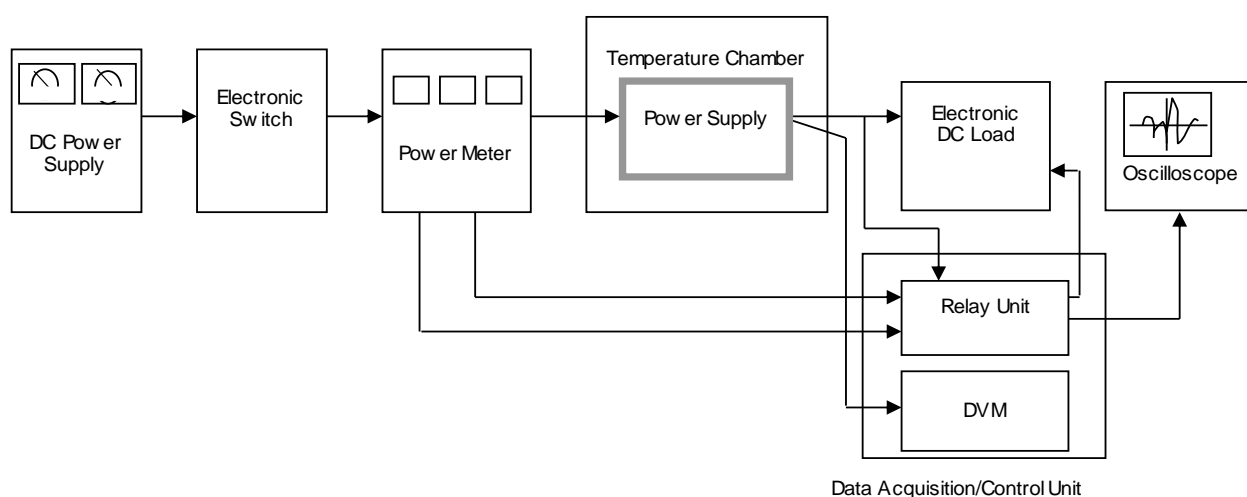 DC Power
Supply
Electronic
Switch
Power Meter
Temperature Chamber
Power Supply
Electronic
DC Load
Oscilloscope
Relay Unit
DVM
Data Acquisition/Control Unit